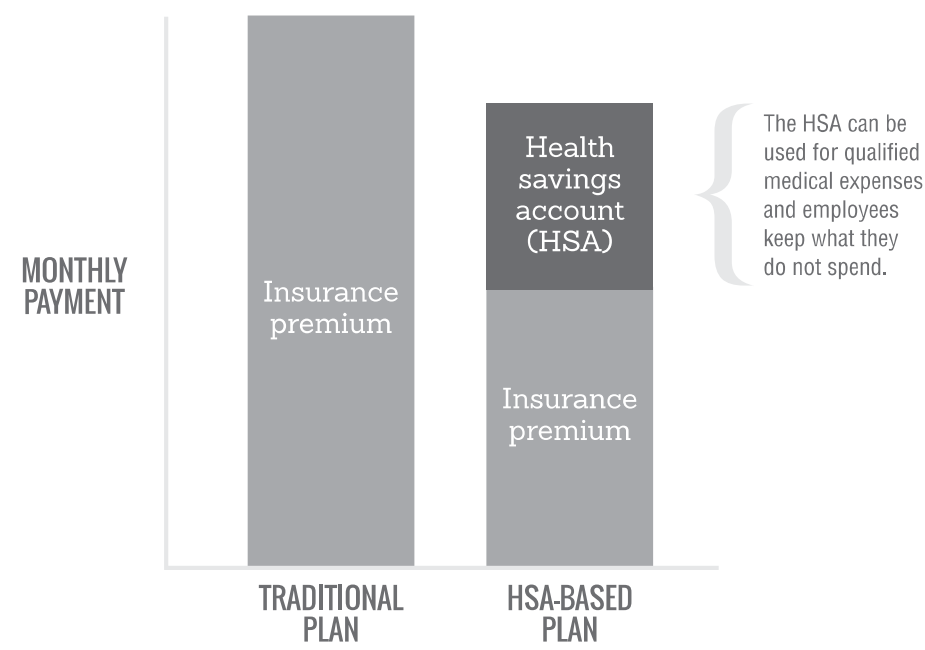 MONTHLY
PAYMENT
Insurance
premium
Health
savings
account
(HSA)
Insurance
premium
The HSA can be
used for qualified
medical expenses
and employees
keep what they
do not spend.
TRADITIONAL
PLAN
HSA-BASED
PLAN